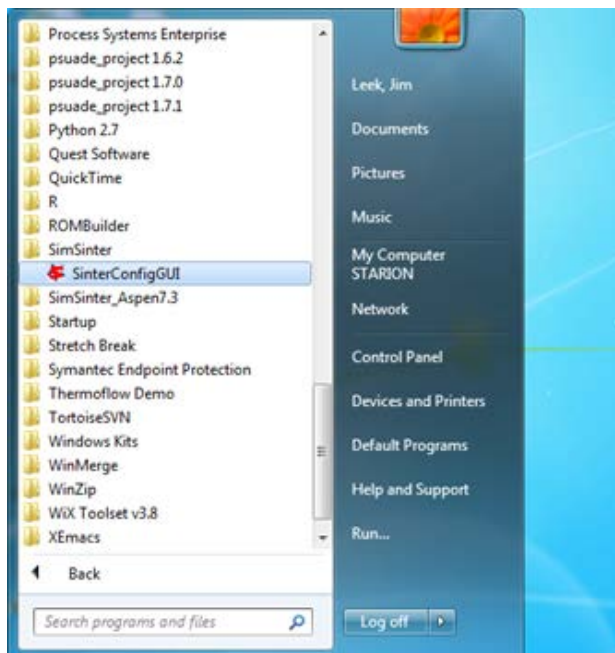 Process Systems Enterprise
psuade_project 1.6.2
psuade_project 1.7.0
psuade_project 1.7.1
Python 2.7
Quest Software
QuickTime
R
ROMBuilder
SimSinter
SinterConfigGUI
SimSinter_Aspen7.3
Startup
Stretch Break
Symantec Endpoint Protection
Thermoflow Demo
TortoiseSVN
Windows Kits
WinMerge
WinZip
WiX Toolset v3.8
XEmacs
Back
Search programs and files
Leek, Jim
Documents
Pictures
Music
My Computer
STARION
Network
Control Panel
Devices and Printers
Default Programs
Help and Support
Run...
Log off